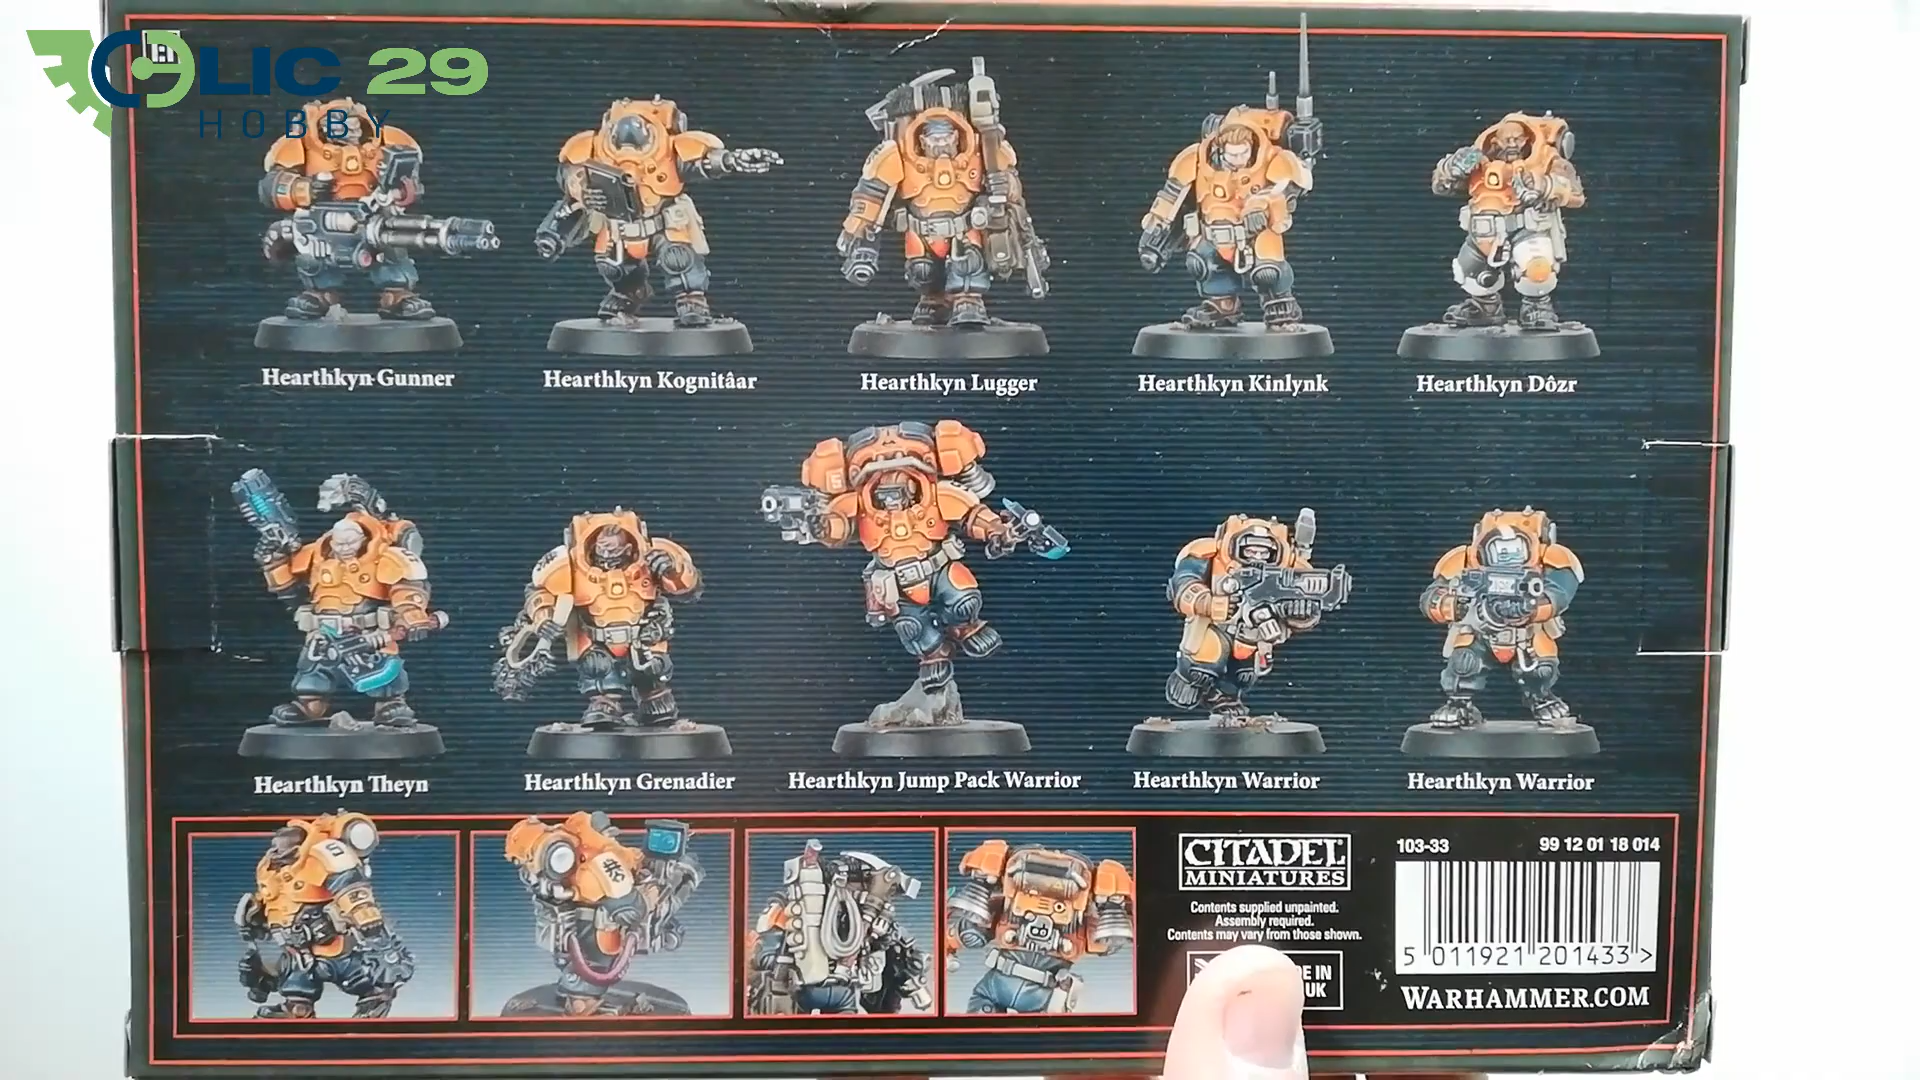 CLIC 29
HOBBY
Hearthkyn Gunner
Hearthkyn Kognitâar
Hearthkyn Lugger
Hearthkyn Kinlynk
Hearthkyn Dôzr
Hearthkyn Theyn
Hearthkyn Grenadier
Hearthkyn Jump Pack Warrior
Hearthkyn Warrior
Hearthkyn Warrior
CITADEL
MINIATURES
Contents supplied unpainted.
Assembly required.
Contents may vary from those shown.
IN
UK
103-33
99 12 01 18 014
5 011921 201433 >
WARHAMMER.COM